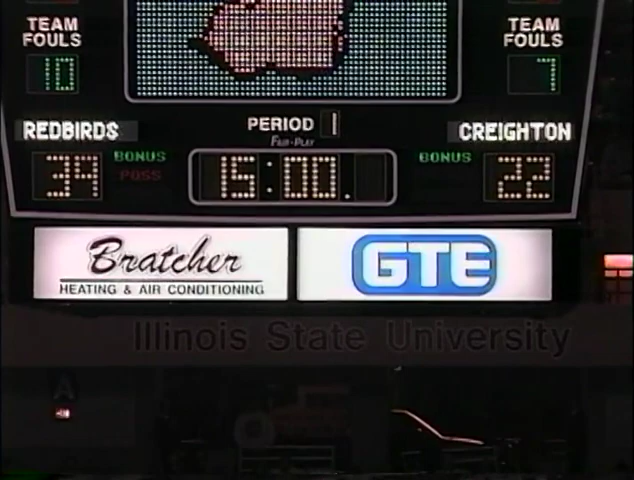 TEAM FOULS
10
TEAM FOULS
7
PERIOD 1
FAIR-PLAY
REDBIRDS
CREIGHTON
34
BONUS
POSS
15:00.
BONUS
22
Bratcher
HEATING & AIR CONDITIONING
GTE
Illinois State University
A